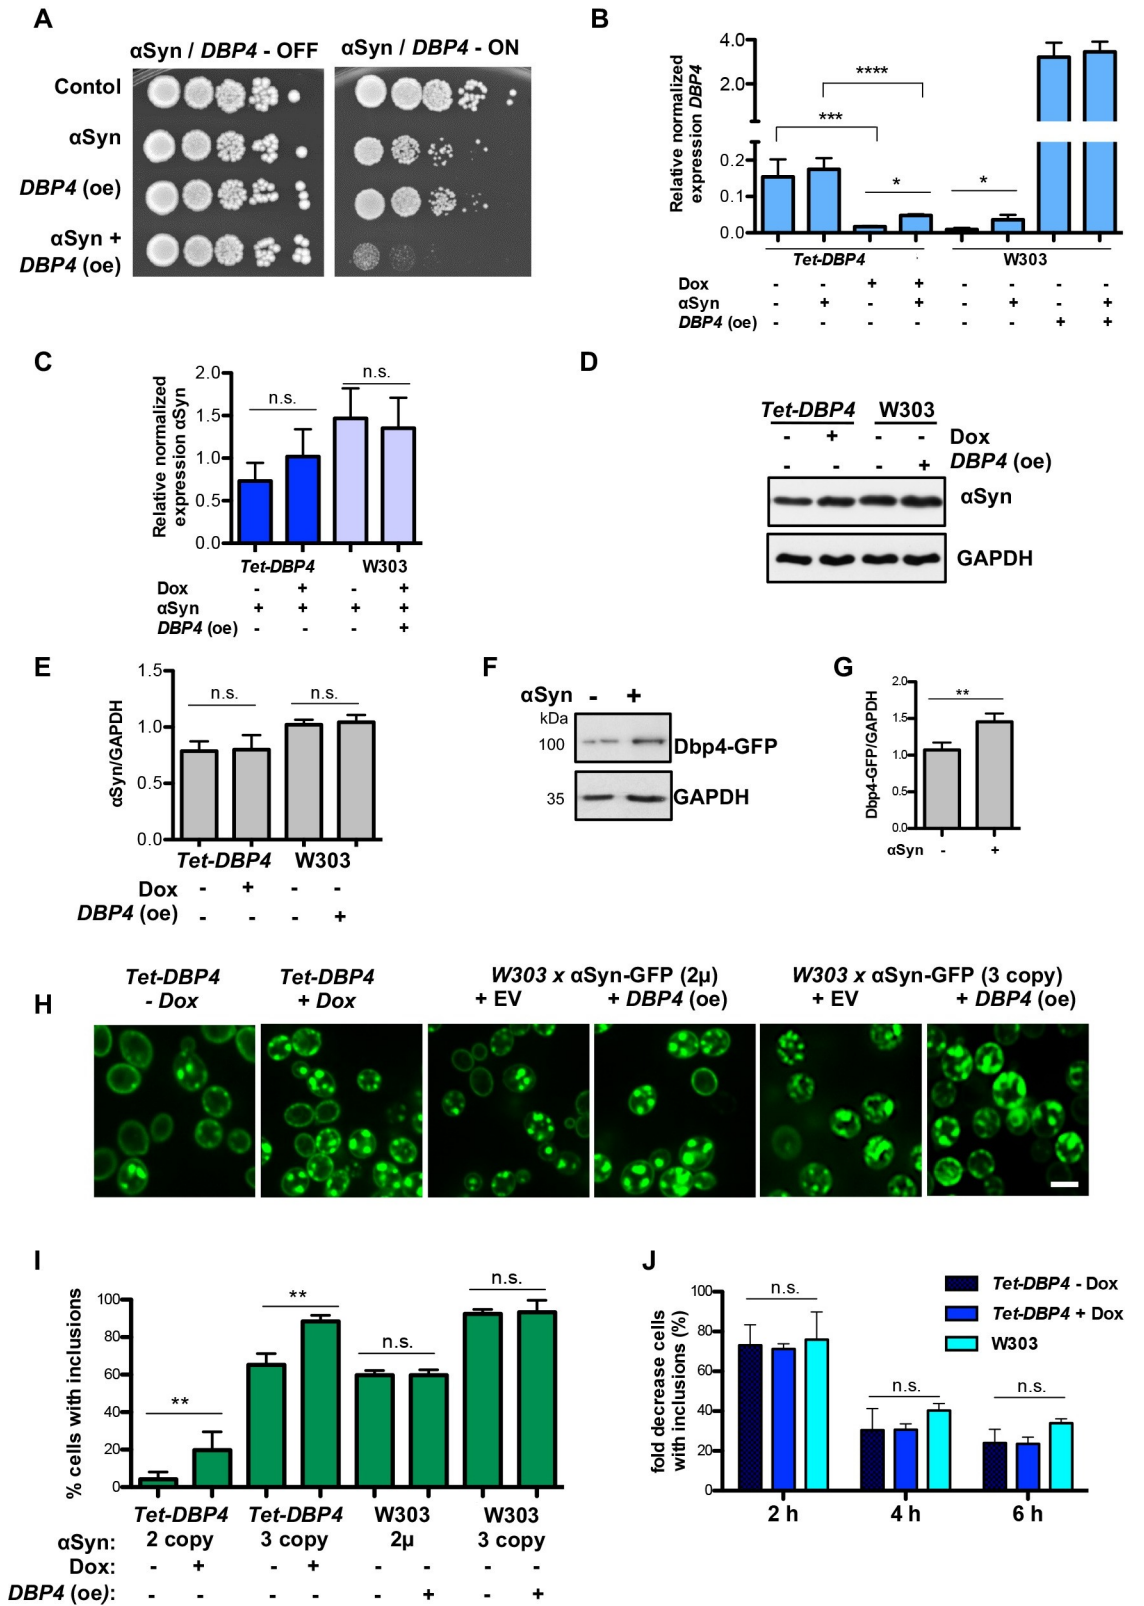 A
αSyn / DBP4 - OFF
αSyn / DBP4 - ON
Contol
αSyn
DBP4 (oe)
αSyn +
DBP4 (oe)
B
Relative normalized
expression DBP4
4.0
2.0
0.2
0.1
0.0
****
***
*
*
Tet-DBP4
W303
Dox - - + + - - - -
αSyn - + - + - + - +
DBP4 (oe) - - - - - - + +
C
Relative normalized
expression αSyn
2.0
1.5
1.0
0.5
0.0
n.s.
n.s.
Tet-DBP4
W303
Dox - + - +
αSyn + + + +
DBP4 (oe) - - - +
D
Tet-DBP4 W303
- + - - Dox
- - - + DBP4 (oe)
αSyn
GAPDH
E
αSyn/GAPDH
1.5
1.0
0.5
0.0
n.s.
n.s.
Tet-DBP4 W303
Dox - + - -
DBP4 (oe) - - - +
F
αSyn - +
kDa
100
Dbp4-GFP
35
GAPDH
G
Dbp4-GFP/GAPDH
2.0
1.5
1.0
0.5
0.0
**
αSyn - +
H
Tet-DBP4
- Dox
Tet-DBP4
+ Dox
W303 x αSyn-GFP (2µ)
+ EV + DBP4 (oe)
W303 x αSyn-GFP (3 copy)
+ EV + DBP4 (oe)
I
% cells with inclusions
100
80
60
40
20
0
**
**
n.s.
n.s.
Tet-DBP4 Tet-DBP4 W303 W303
αSyn: 2 copy 3 copy 2µ 3 copy
Dox: - + - + - - - -
DBP4 (oe): - - - - - + - +
J
fold decrease cells
with inclusions (%)
100
80
60
40
20
0
n.s.
n.s.
n.s.
2 h 4 h 6 h
Tet-DBP4 - Dox
Tet-DBP4 + Dox
W303